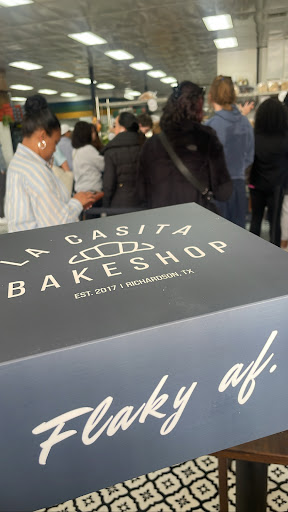 LA CASITA
BAKESHOP
EST. 2017 | RICHARDSON, TX
Flaky af.